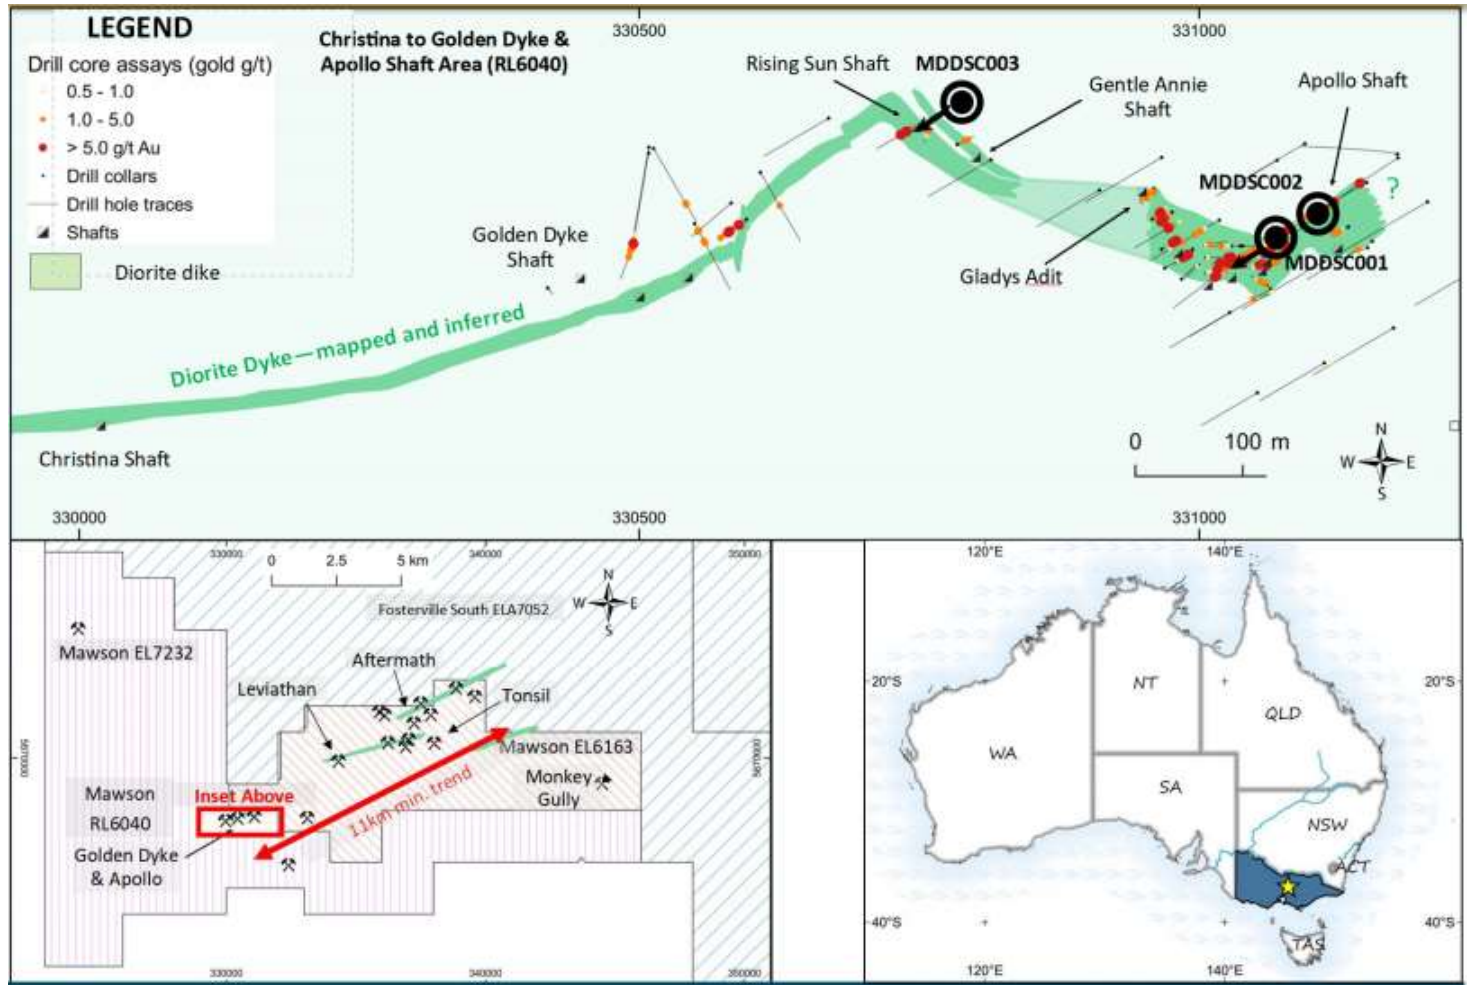 LEGEND
Drill core assays (gold g/t)
0.5 - 1.0
1.0 - 5.0
> 5.0 g/t Au
Drill collars
Drill hole traces
Shafts
Diorite dike
Christina to Golden Dyke &
Apollo Shaft Area (RL6040)
330500
331000
Rising Sun Shaft
MDDSC003
Gentle Annie
Shaft
Apollo Shaft
MDDSC002
?
Golden Dyke
Shaft
Gladys Adit
MDDSC001
Diorite Dyke—mapped and inferred
Christina Shaft
0 100 m
N
W E
S
330000
330500
331000
330000
340000
350000
0 2.5 5 km
N
W E
S
Fosterville South ELA7052
Mawson EL7232
Aftermath
Leviathan
Tonsil
5670000
5670000
Mawson EL6163
Monkey
Gully
11km min. trend
Mawson
RL6040
Inset Above
Golden Dyke
& Apollo
330000
340000
350000
120°E
140°E
20°S
20°S
NT
QLD
WA
SA
NSW
ACT
40°S
40°S
TAS
120°E
140°E